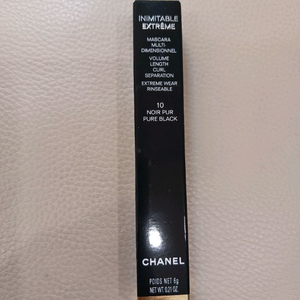 INIMITABLE
EXTRÊME
MASCARA
MULTI-
DIMENSIONNEL
VOLUME
LENGTH
CURL
SEPARATION
EXTREME WEAR
RINSEABLE
10
NOIR PUR
PURE BLACK
CHANEL
POIDS NET 6g
NET WT. 0.21 OZ.